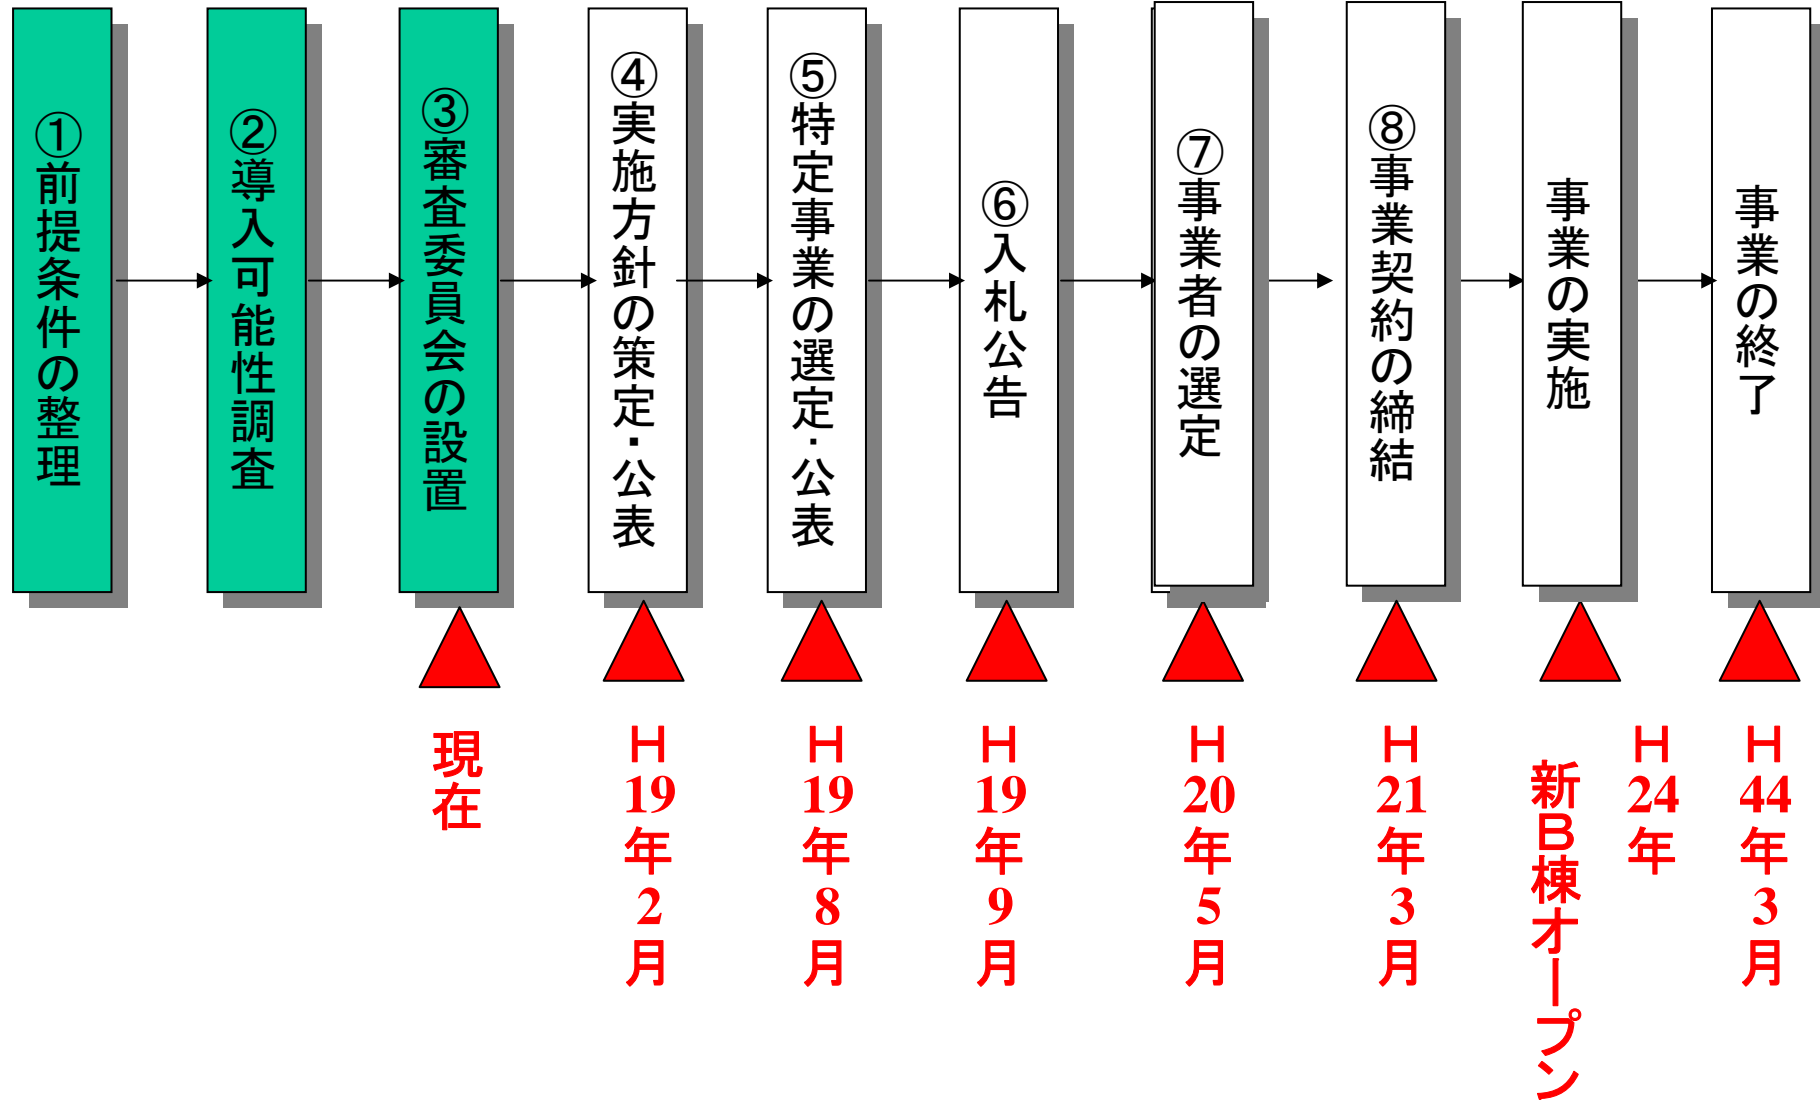 ①前提条件の整理
②導入可能性調査
③審査委員会の設置
④実施方針の策定・公表
⑤特定事業の選定・公表
⑥入札公告
⑦事業者の選定
⑧事業契約の締結
事業の実施
事業の終了
現在
H19年2月
H19年8月
H19年9月
H20年5月
H21年3月
H24年
新B棟オープン
H44年3月